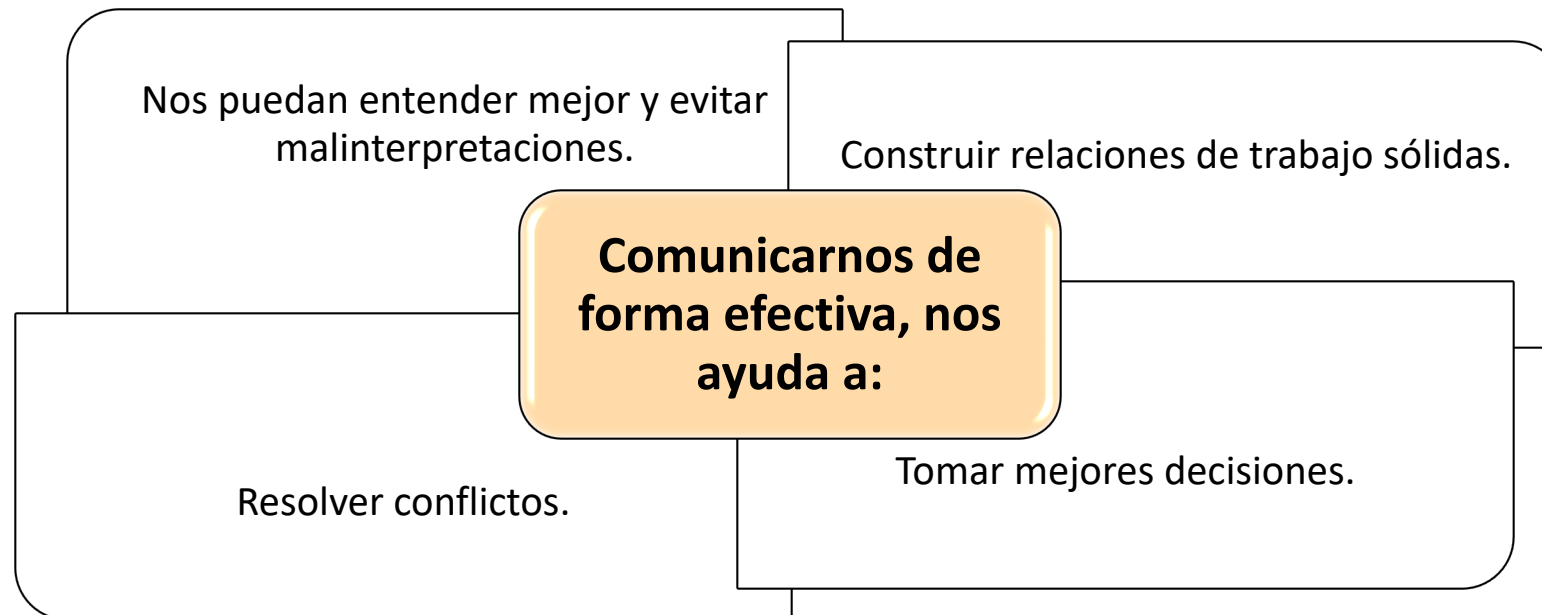 Nos puedan entender mejor y evitar
malinterpretaciones.
Construir relaciones de trabajo sólidas.
Comunicarnos de
forma efectiva, nos
ayuda a:
Resolver conflictos.
Tomar mejores decisiones.